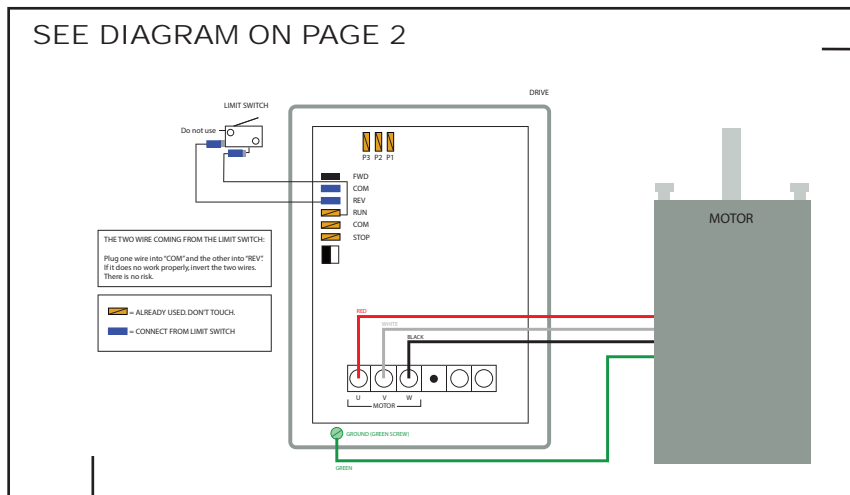 SEE DIAGRAM ON PAGE 2
DRIVE
LIMIT SWITCH
Do not use
P3 P2 P1
FWD
COM
REV
RUN
COM
STOP
MOTOR
THE TWO WIRE COMING FROM THE LIMIT SWITCH:
Plug one wire into "COM" and the other into "REV".
If it does no work properly, invert the two wires.
There is no risk.
= ALREADY USED. DON'T TOUCH.
= CONNECT FROM LIMIT SWITCH
RED
WHITE
BLACK
U V W
MOTOR
GROUND (GREEN SCREW)
GREEN